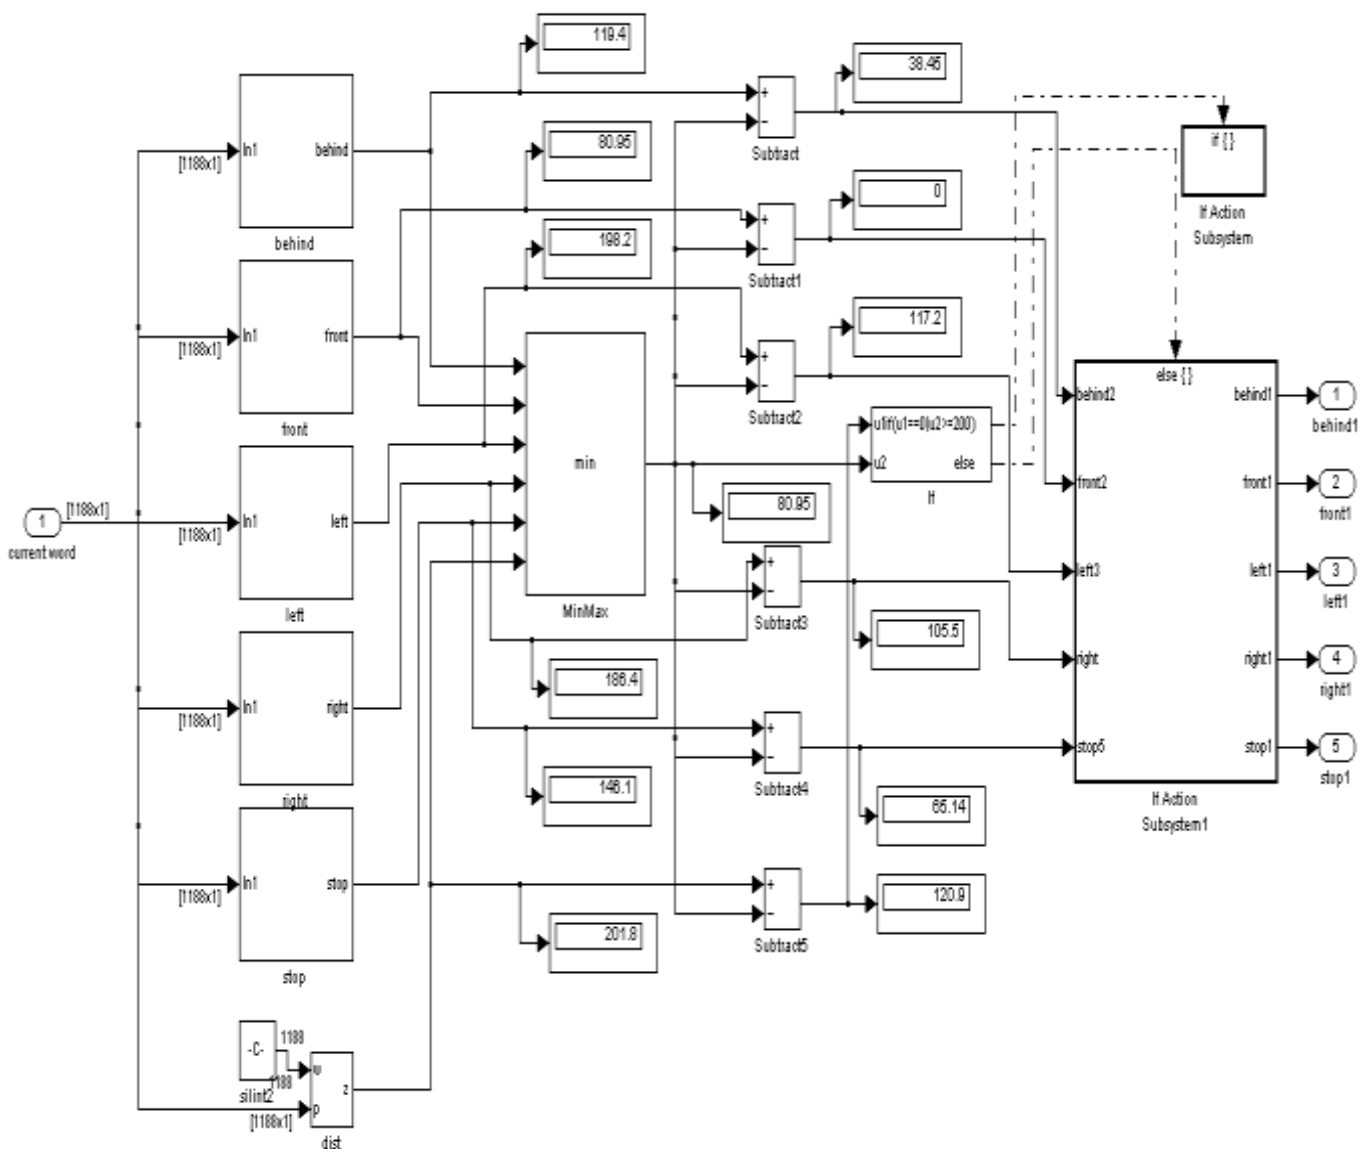 119.4
38.46
In1 behind
[1188x1]
behind
80.95
+
−
Subtract
if { }
If Action
Subsystem
0
+
−
Subtract1
198.2
In1 front
[1188x1]
front
117.2
+
−
Subtract2
min
MinMax
u1if(u1==0|u2>=200)
u2 else
If
80.95
else { }
behind2 behind1
front2 front1
left3 left1
right right1
stop5 stop1
If Action
Subsystem1
1
behind1
2
front1
3
left1
4
right1
5
stop1
1
current word
[1188x1]
In1 left
[1188x1]
left
+
−
Subtract3
105.5
186.4
In1 right
[1188x1]
right
+
−
Subtract4
146.1
65.14
In1 stop
[1188x1]
stop
+
−
Subtract5
120.9
201.8
-C-
1188
silint2
1188
w
z
p
[1188x1]
dist